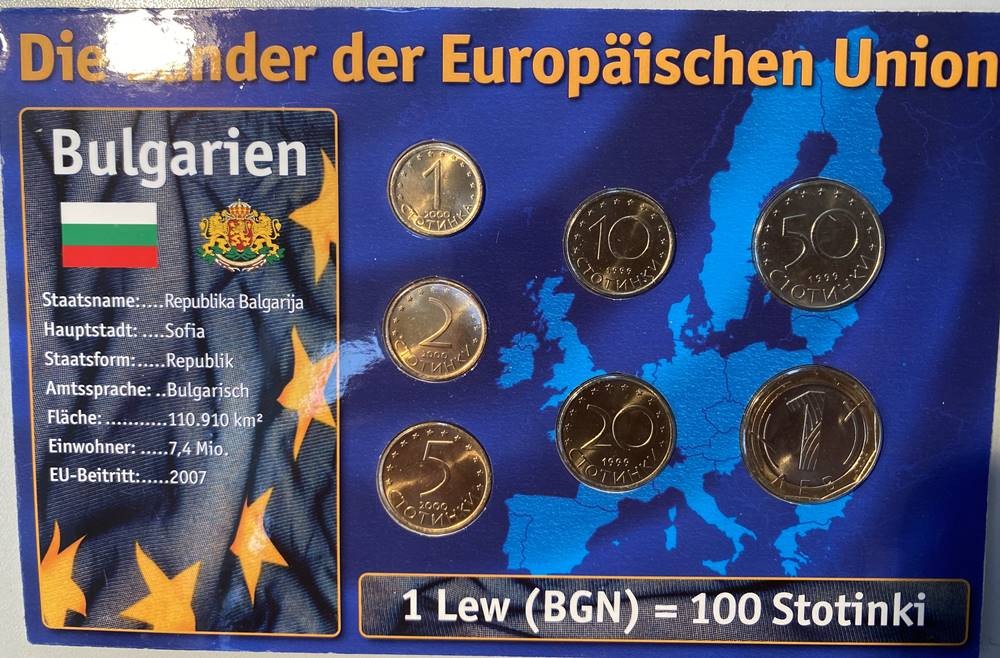 Die Länder der Europäischen Union
Bulgarien
Staatsname:....Republika Balgarija
Hauptstadt: ....Sofia
Staatsform:.....Republik
Amtssprache: ..Bulgarisch
Fläche: ...........110.910 km²
Einwohner: .....7,4 Mio.
EU-Beitritt:.....2007
1
2000
СТОТИНКА
2
2000
СТОТИНКИ
5
2000
СТОТИНКИ
10
1999
СТОТИНКИ
20
1999
СТОТИНКИ
50
1999
СТОТИНКИ
1
1 Lew (BGN) = 100 Stotinki